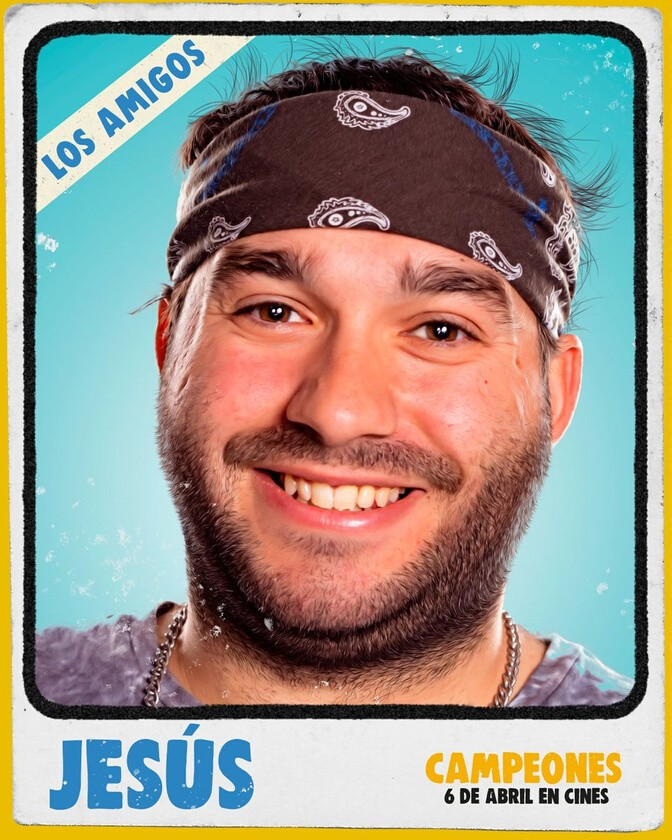 LOS AMIGOS
JESÚS
CAMPEONES
6 DE ABRIL EN CINES